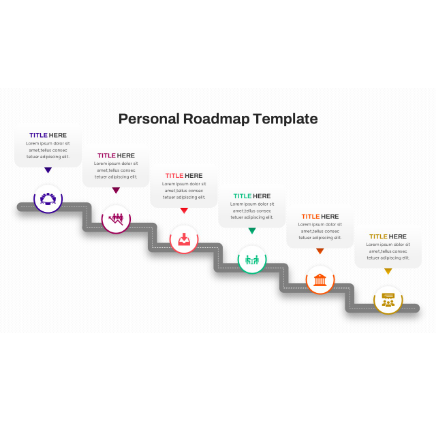 Personal Roadmap Template
TITLE HERE
Lorem ipsum dolor sit
amet,tellus consec
tetuer adipiscing elit.
TITLE HERE
Lorem ipsum dolor sit
amet,tellus consec
tetuer adipiscing elit.
TITLE HERE
Lorem ipsum dolor sit
amet,tellus consec
tetuer adipiscing elit.
TITLE HERE
Lorem ipsum dolor sit
amet,tellus consec
tetuer adipiscing elit.
TITLE HERE
Lorem ipsum dolor sit
amet,tellus consec
tetuer adipiscing elit.
TITLE HERE
Lorem ipsum dolor sit
amet,tellus consec
tetuer adipiscing elit.